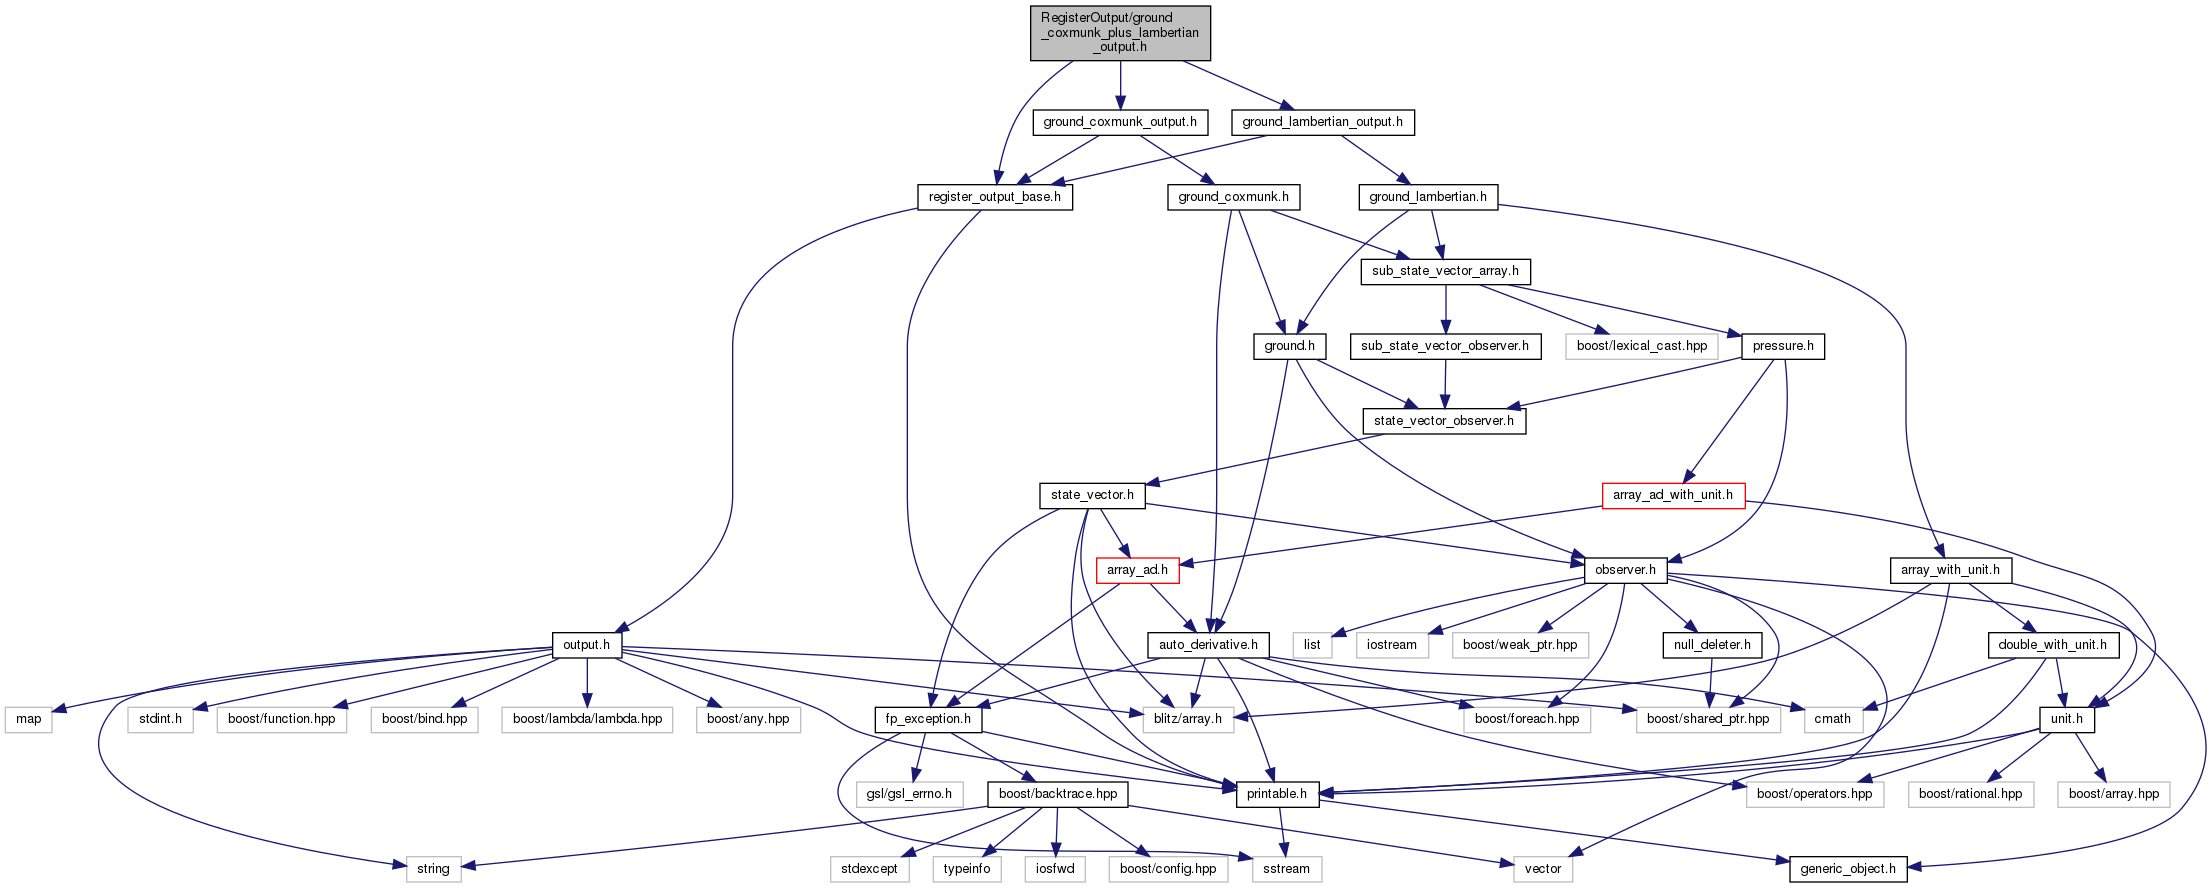 RegisterOutput/ground
_coxmunk_plus_lambertian
_output.h
ground_coxmunk_output.h
ground_lambertian_output.h
register_output_base.h
ground_coxmunk.h
ground_lambertian.h
sub_state_vector_array.h
ground.h
sub_state_vector_observer.h
boost/lexical_cast.hpp
pressure.h
state_vector_observer.h
state_vector.h
array_ad_with_unit.h
array_ad.h
observer.h
array_with_unit.h
output.h
auto_derivative.h
list
iostream
boost/weak_ptr.hpp
null_deleter.h
double_with_unit.h
map
stdint.h
boost/function.hpp
boost/bind.hpp
boost/lambda/lambda.hpp
boost/any.hpp
fp_exception.h
blitz/array.h
boost/foreach.hpp
boost/shared_ptr.hpp
cmath
unit.h
gsl/gsl_errno.h
boost/backtrace.hpp
printable.h
boost/operators.hpp
boost/rational.hpp
boost/array.hpp
string
stdexcept
typeinfo
iosfwd
boost/config.hpp
sstream
vector
generic_object.h